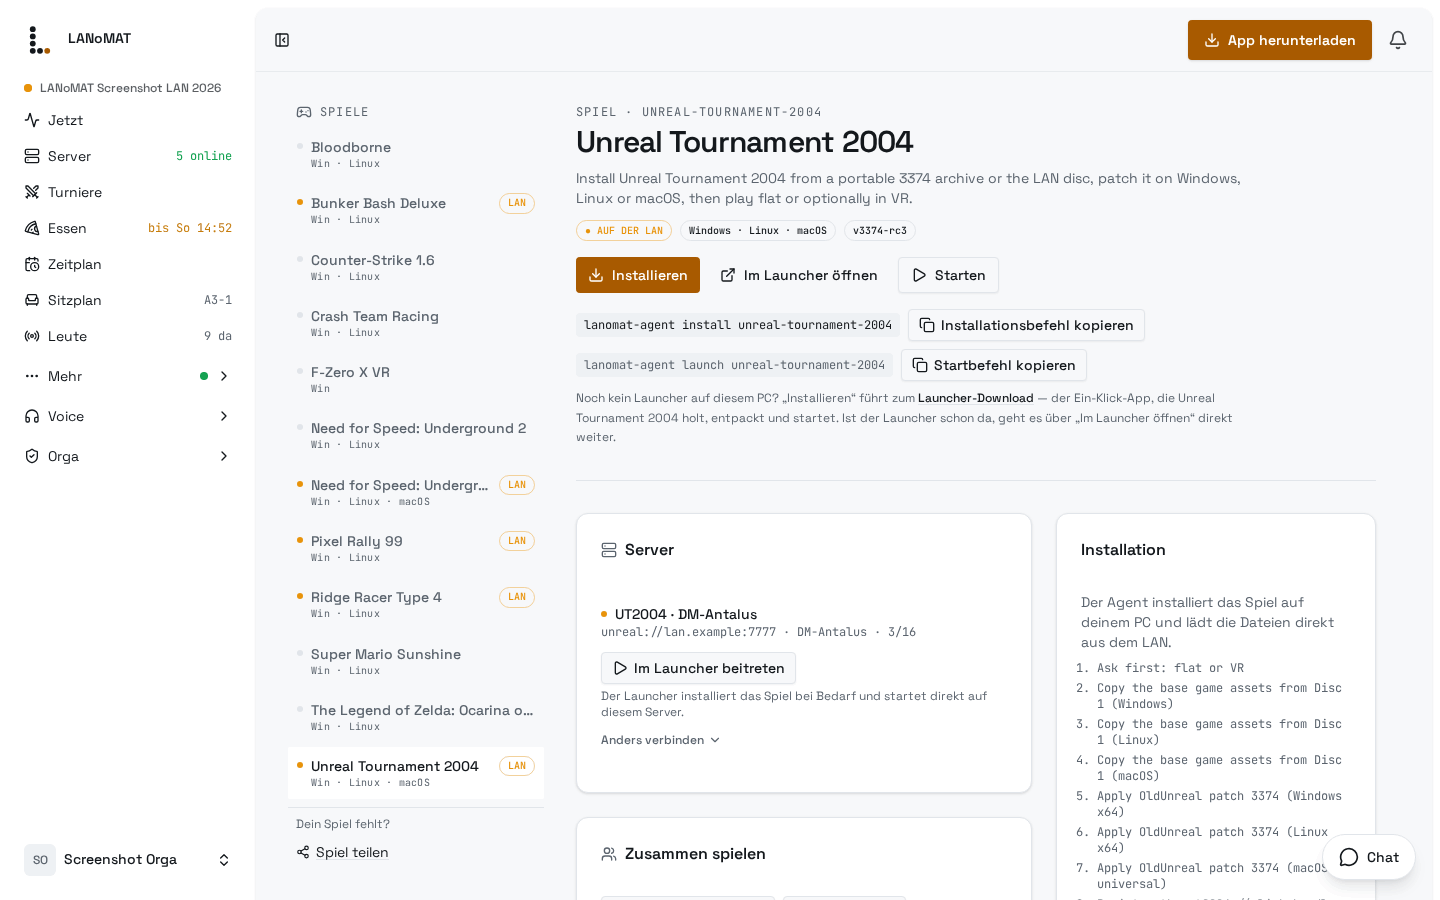 LANoMAT
LANoMAT Screenshot LAN 2026
Jetzt
Server 5 online
Turniere
Essen bis So 14:52
Zeitplan
Sitzplan A3-1
Leute 9 da
Mehr
Voice
Orga
SO Screenshot Orga
App herunterladen
SPIELE
Bloodborne
Win · Linux
Bunker Bash Deluxe LAN
Win · Linux
Counter-Strike 1.6
Win · Linux
Crash Team Racing
Win · Linux
F-Zero X VR
Win
Need for Speed: Underground 2
Win · Linux
Need for Speed: Undergr… LAN
Win · Linux · macOS
Pixel Rally 99 LAN
Win · Linux
Ridge Racer Type 4 LAN
Win · Linux
Super Mario Sunshine
Win · Linux
The Legend of Zelda: Ocarina o…
Win · Linux
Unreal Tournament 2004 LAN
Win · Linux · macOS
Dein Spiel fehlt?
Spiel teilen
SPIEL · UNREAL-TOURNAMENT-2004
Unreal Tournament 2004
Install Unreal Tournament 2004 from a portable 3374 archive or the LAN disc, patch it on Windows,
Linux or macOS, then play flat or optionally in VR.
AUF DER LAN Windows · Linux · macOS v3374-rc3
Installieren Im Launcher öffnen Starten
lanomat-agent install unreal-tournament-2004 Installationsbefehl kopieren
lanomat-agent launch unreal-tournament-2004 Startbefehl kopieren
Noch kein Launcher auf diesem PC? „Installieren“ führt zum Launcher-Download — der Ein-Klick-App, die Unreal
Tournament 2004 holt, entpackt und startet. Ist der Launcher schon da, geht es über „Im Launcher öffnen“ direkt
weiter.
Server
UT2004 · DM-Antalus
unreal://lan.example:7777 · DM-Antalus · 3/16
Im Launcher beitreten
Der Launcher installiert das Spiel bei Bedarf und startet direkt auf
diesem Server.
Anders verbinden
Zusammen spielen
Installation
Der Agent installiert das Spiel auf
deinem PC und lädt die Dateien direkt
aus dem LAN.
1. Ask first: flat or VR
2. Copy the base game assets from Disc
1 (Windows)
3. Copy the base game assets from Disc
1 (Linux)
4. Copy the base game assets from Disc
1 (macOS)
5. Apply OldUnreal patch 3374 (Windows
x64)
6. Apply OldUnreal patch 3374 (Linux
x64)
7. Apply OldUnreal patch 3374 (macOS
universal)
Chat